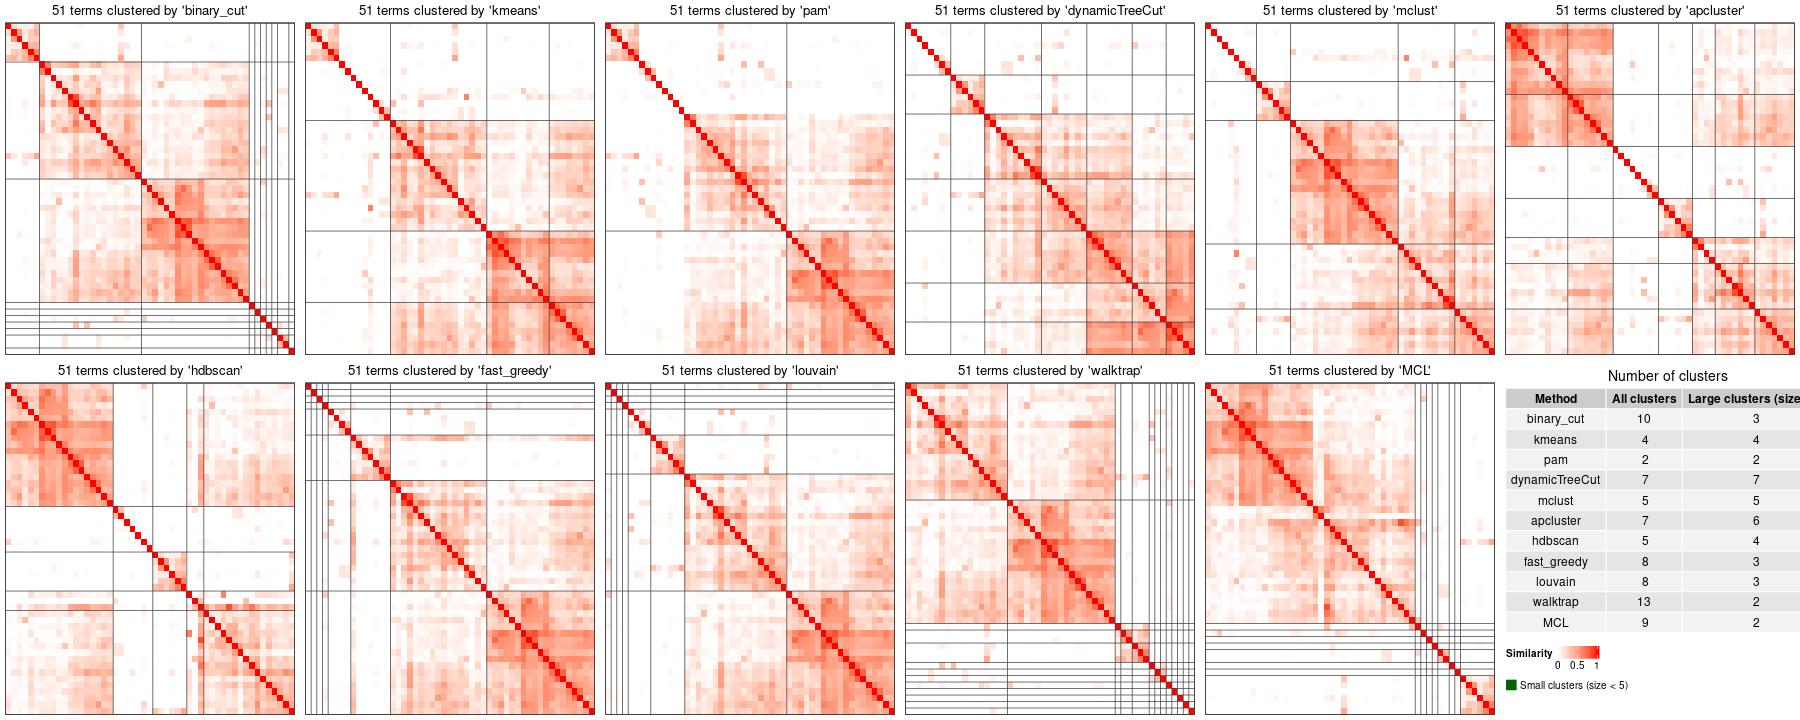 51 terms clustered by 'binary_cut'
51 terms clustered by 'kmeans'
51 terms clustered by 'pam'
51 terms clustered by 'dynamicTreeCut'
51 terms clustered by 'mclust'
51 terms clustered by 'apcluster'
51 terms clustered by 'hdbscan'
51 terms clustered by 'fast_greedy'
51 terms clustered by 'louvain'
51 terms clustered by 'walktrap'
51 terms clustered by 'MCL'
Number of clusters
Method All clusters Large clusters (size
binary_cut 10 3
kmeans 4 4
pam 2 2
dynamicTreeCut 7 7
mclust 5 5
apcluster 7 6
hdbscan 5 4
fast_greedy 8 3
louvain 8 3
walktrap 13 2
MCL 9 2
Similarity
0 0.5 1
Small clusters (size < 5)